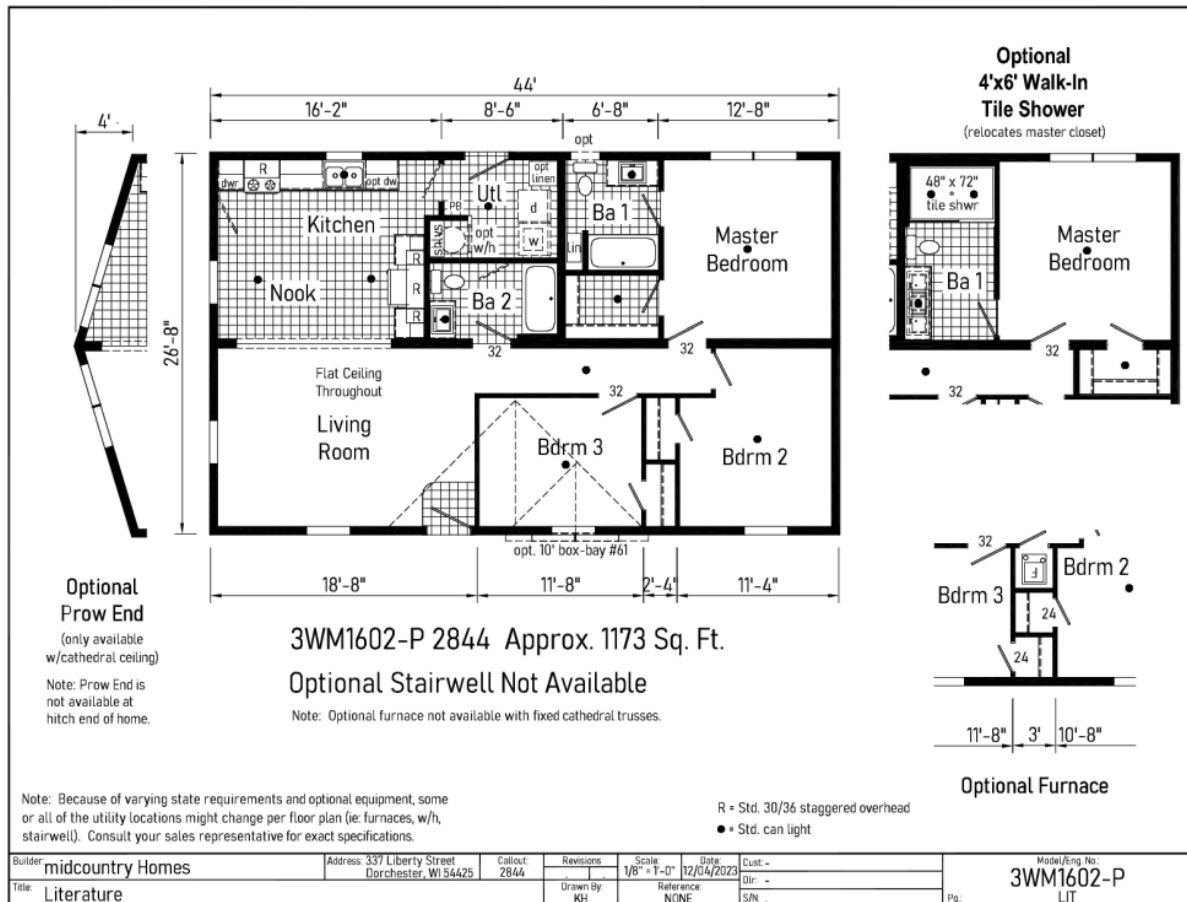 44'
16'-2"
8'-6"
6'-8"
12'-8"
4'
26'-8"
opt
R
dwr
opt dw
Kitchen
Nook
R
R
R
PB
Utl
opt
linen
d
w
opt
w/h
Ba 1
lin
Master
Bedroom
Ba 2
32
32
Flat Ceiling
Throughout
Living
Room
32
Bdrm 3
Bdrm 2
opt. 10' box-bay #61
18'-8"
11'-8"
2'-4"
11'-4"
Optional
Prow End
(only available
w/cathedral ceiling)
Note: Prow End is
not available at
hitch end of home.
3WM1602-P 2844 Approx. 1173 Sq. Ft.
Optional Stairwell Not Available
Note: Optional furnace not available with fixed cathedral trusses.
Optional
4'x6' Walk-In
Tile Shower
(relocates master closet)
48" x 72"
tile shwr
Master
Bedroom
Ba 1
32
32
32
Bdrm 2
Bdrm 3
F
24
24
11'-8"
3'
10'-8"
Optional Furnace
Note: Because of varying state requirements and optional equipment, some
or all of the utility locations might change per floor plan (ie: furnaces, w/h,
stairwell). Consult your sales representative for exact specifications.
R = Std. 30/36 staggered overhead
● = Std. can light
Builder: midcountry Homes
Address: 337 Liberty Street
Dorchester, WI 54425
Callout:
2844
Revisions
Scale:
1/8" = 1'-0"
Date:
12/04/2023
Cust.: -
Dlr: -
S/N: .
Model/Eng. No.:
3WM1602-P
Title: Literature
Drawn By:
KH
Reference:
NONE
Pg.:
LIT